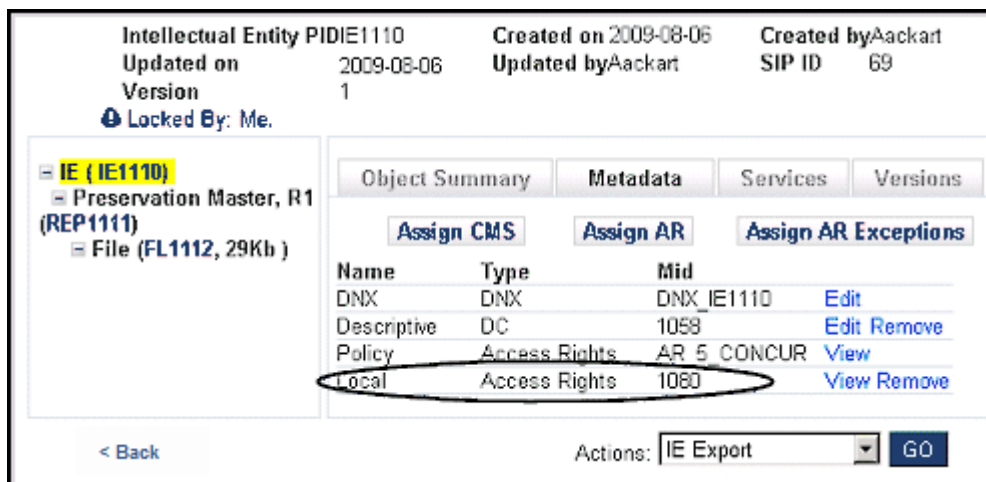 Intellectual Entity PIDIE1110 Created on 2009-08-06 Created byAackart
Updated on 2009-08-06 Updated byAackart SIP ID 69
Version 1
Locked By: Me.
IE ( IE1110)
Preservation Master, R1
(REP1111)
File (FL1112, 29Kb )
Object Summary Metadata Services Versions
Assign CMS Assign AR Assign AR Exceptions
Name Type Mid
DNX DNX DNX_IE1110 Edit
Descriptive DC 1058 Edit Remove
Policy Access Rights AR_5_CONCUR View
Local Access Rights 1080 View Remove
< Back Actions: IE Export GO